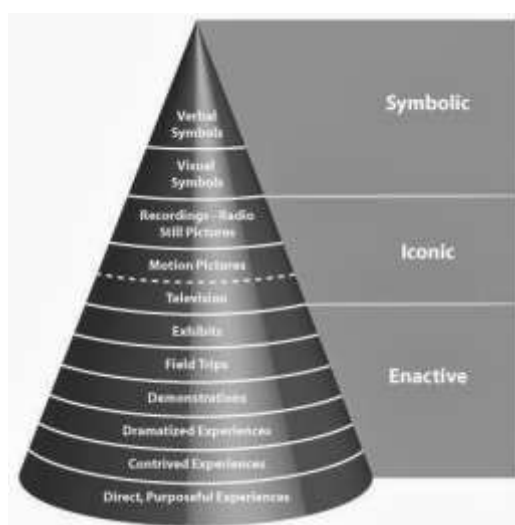 Verbal
Symbols
Symbolic
Visual
Symbols
Recordings - Radio
Still Pictures
Iconic
Motion Pictures
Television
Exhibits
Field Trips
Enactive
Demonstrations
Dramatized Experiences
Contrived Experiences
Direct, Purposeful Experiences